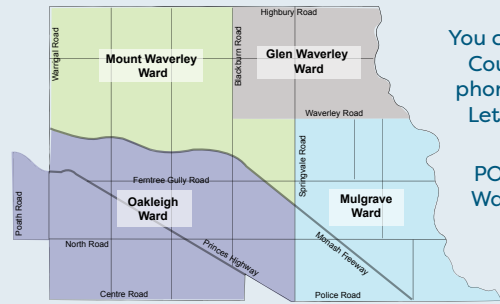 Highbury Road
Warrigal Road
Mount Waverley
Ward
Blackburn Road
Glen Waverley
Ward
Waverley Road
Springvale Road
Ferntree Gully Road
Oakleigh
Ward
Mulgrave
Ward
Poath Road
North Road
Princes Highway
Monash Freeway
Centre Road
Police Road
You c
Cou
phor
Let
PO
Wa